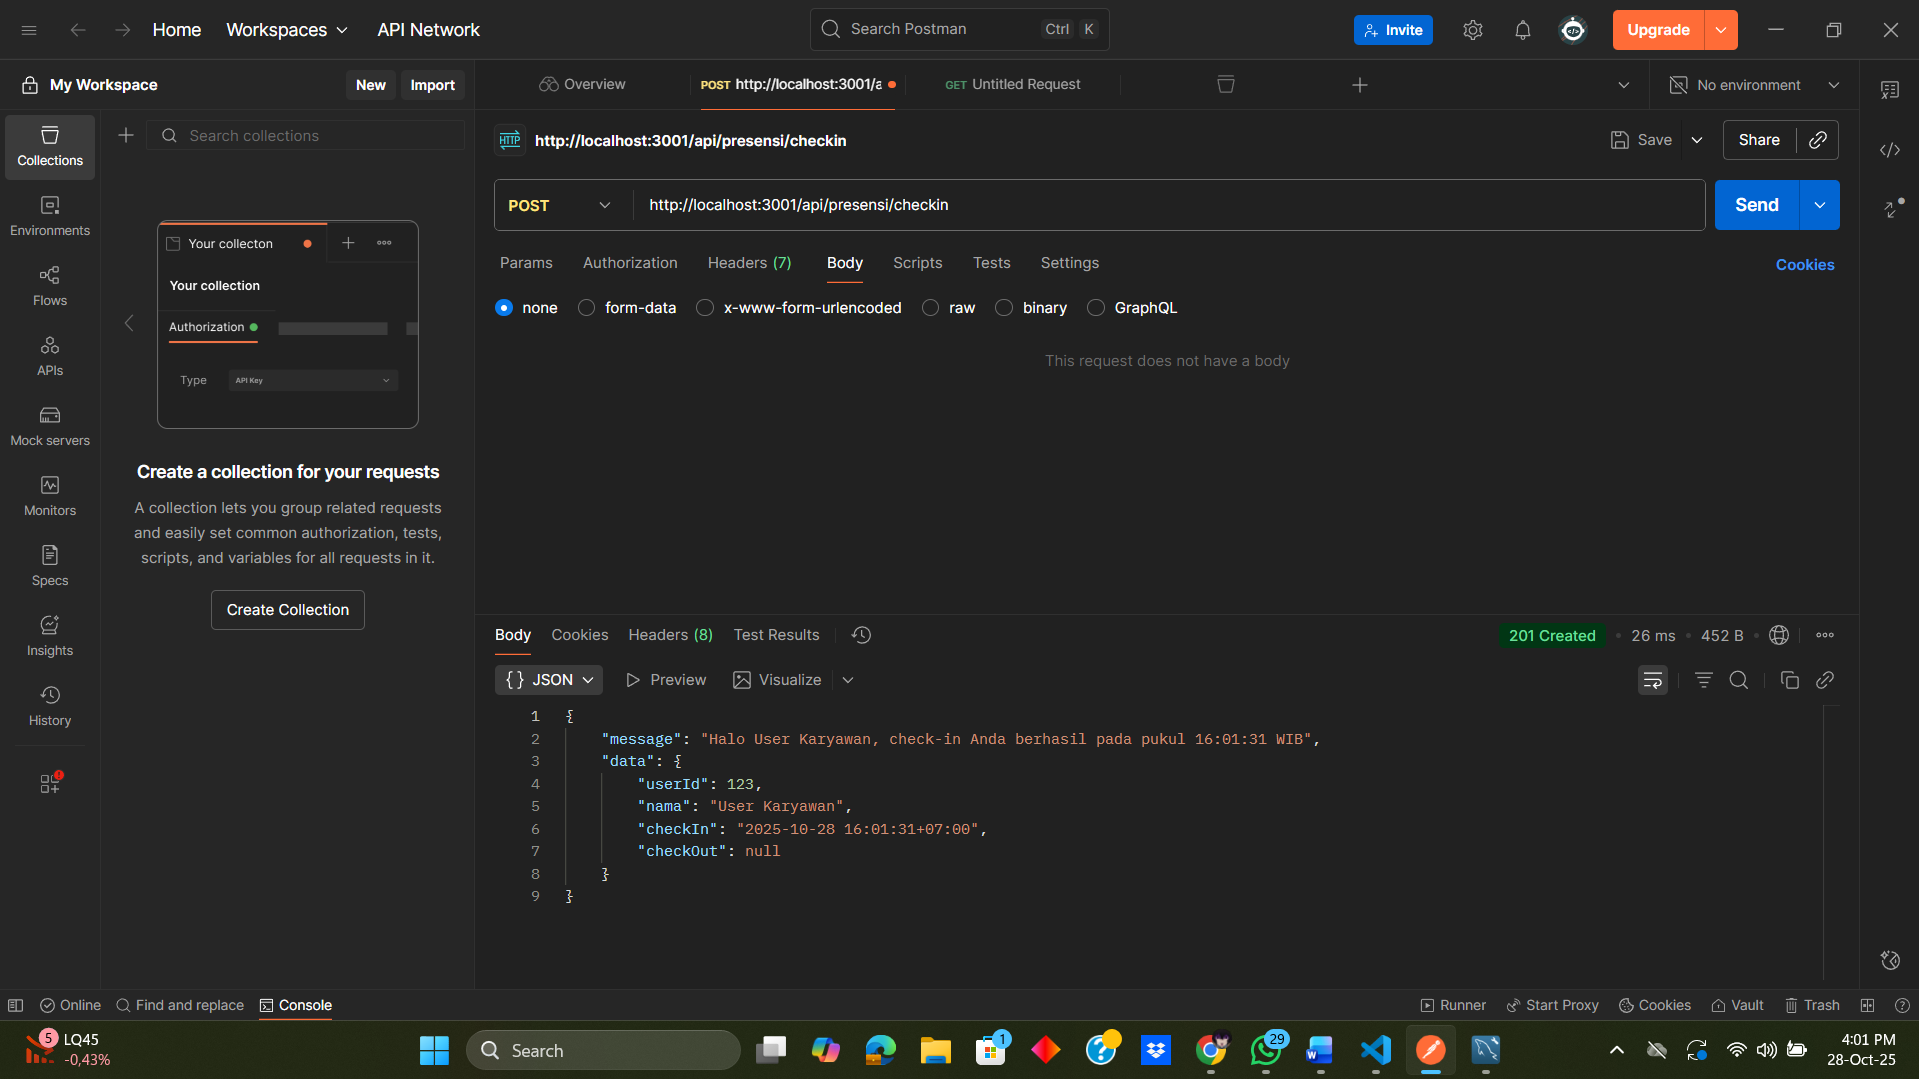 Home
Workspaces
API Network
Search Postman
Ctrl K
Invite
Upgrade
My Workspace
New
Import
Overview
POST http://localhost:3001/a
GET Untitled Request
No environment
Collections
Environments
Flows
APIs
Mock servers
Monitors
Specs
Insights
History
Search collections
Your collecton
Your collection
Authorization
Type
API Key
Create a collection for your requests
A collection lets you group related requests
and easily set common authorization, tests,
scripts, and variables for all requests in it.
Create Collection
HTTP
http://localhost:3001/api/presensi/checkin
Save
Share
POST
http://localhost:3001/api/presensi/checkin
Send
Params
Authorization
Headers (7)
Body
Scripts
Tests
Settings
Cookies
none
form-data
x-www-form-urlencoded
raw
binary
GraphQL
This request does not have a body
Body
Cookies
Headers (8)
Test Results
201 Created
26 ms
452 B
{} JSON
Preview
Visualize
1 {
2 "message": "Halo User Karyawan, check-in Anda berhasil pada pukul 16:01:31 WIB",
3 "data": {
4 "userId": 123,
5 "nama": "User Karyawan",
6 "checkIn": "2025-10-28 16:01:31+07:00",
7 "checkOut": null
8 }
9 }
Online
Find and replace
Console
Runner
Start Proxy
Cookies
Vault
Trash
5
LQ45
-0,43%
Search
1
29
4:01 PM
28-Oct-25